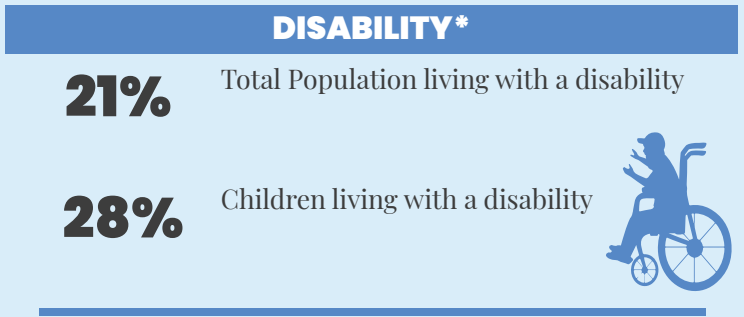 DISABILITY*
21% Total Population living with a disability
28% Children living with a disability